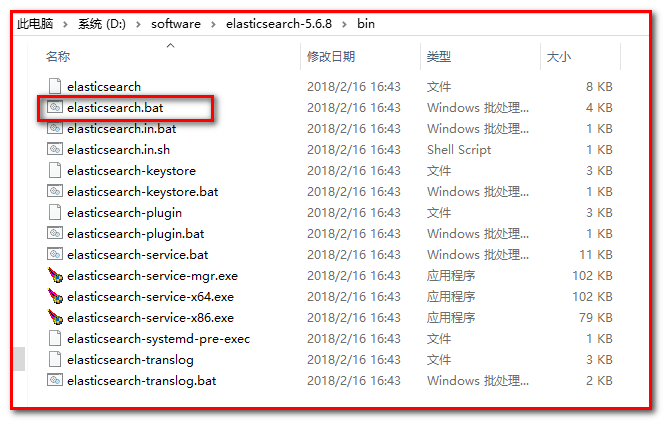 此电脑 > 系统 (D:) > software > elasticsearch-5.6.8 > bin
名称 修改日期 类型 大小
elasticsearch 2018/2/16 16:43 文件 8 KB
elasticsearch.bat 2018/2/16 16:43 Windows 批处理... 4 KB
elasticsearch.in.bat 2018/2/16 16:43 Windows 批处理... 1 KB
elasticsearch.in.sh 2018/2/16 16:43 Shell Script 1 KB
elasticsearch-keystore 2018/2/16 16:43 文件 3 KB
elasticsearch-keystore.bat 2018/2/16 16:43 Windows 批处理... 1 KB
elasticsearch-plugin 2018/2/16 16:43 文件 3 KB
elasticsearch-plugin.bat 2018/2/16 16:43 Windows 批处理... 1 KB
elasticsearch-service.bat 2018/2/16 16:43 Windows 批处理... 11 KB
elasticsearch-service-mgr.exe 2018/2/16 16:43 应用程序 102 KB
elasticsearch-service-x64.exe 2018/2/16 16:43 应用程序 102 KB
elasticsearch-service-x86.exe 2018/2/16 16:43 应用程序 79 KB
elasticsearch-systemd-pre-exec 2018/2/16 16:43 文件 1 KB
elasticsearch-translog 2018/2/16 16:43 文件 3 KB
elasticsearch-translog.bat 2018/2/16 16:43 Windows 批处理... 2 KB